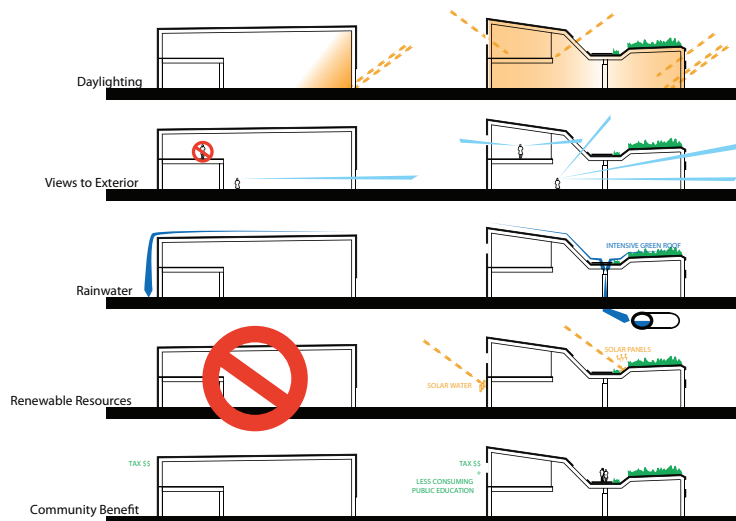 Daylighting
Views to Exterior
INTENSIVE GREEN ROOF
Rainwater
SOLAR PANELS
SOLAR WATER
Renewable Resources
TAX $$
TAX $$
+
LESS CONSUMING
PUBLIC EDUCATION
Community Benefit